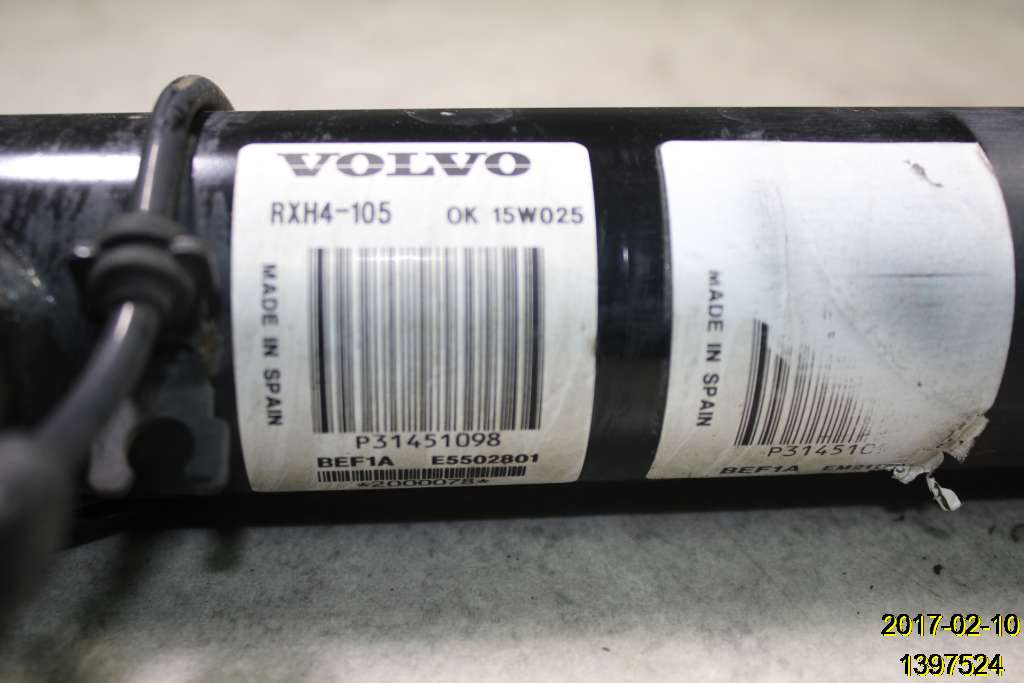 VOLVO
RXH4-105 OK 15W025
MADE IN SPAIN
P31451098
BEF1A E5502801
*2000078*
MADE IN SPAIN
BEF1A
2017-02-10
1397524